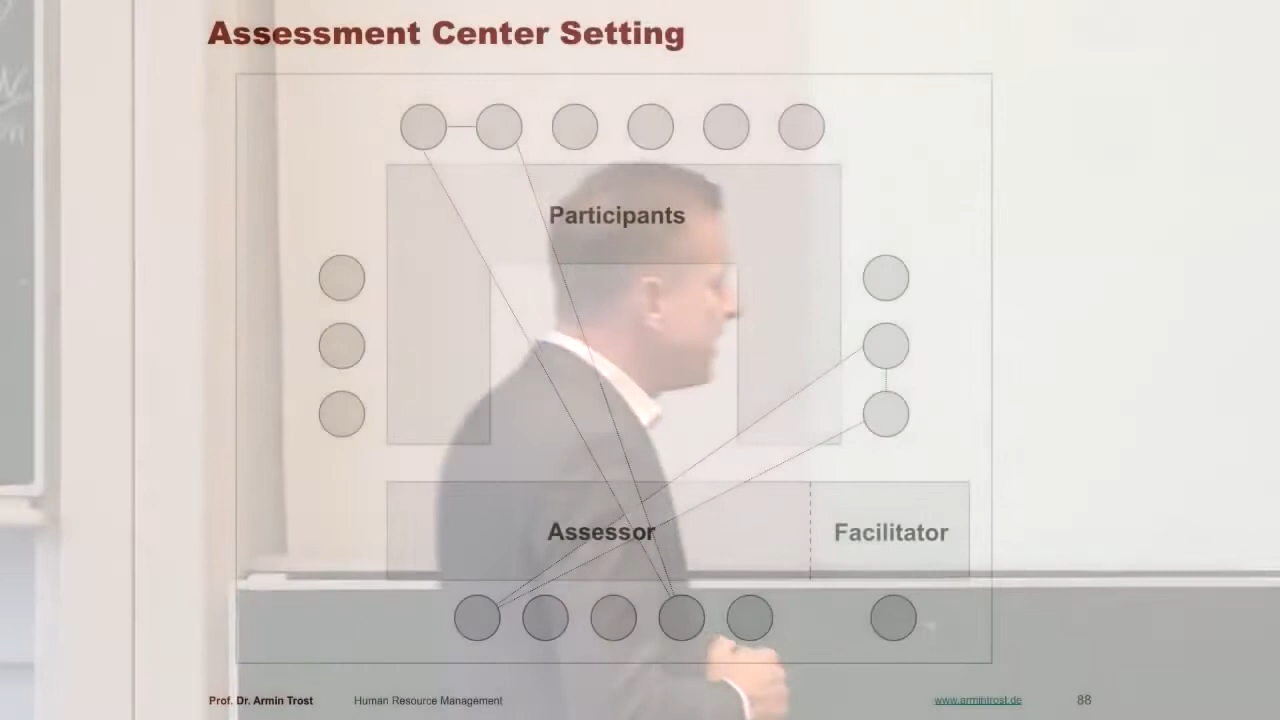 Assessment Center Setting
Participants
Assessor
Facilitator
Prof. Dr. Armin Trost
Human Resource Management
www.armintrost.de
88